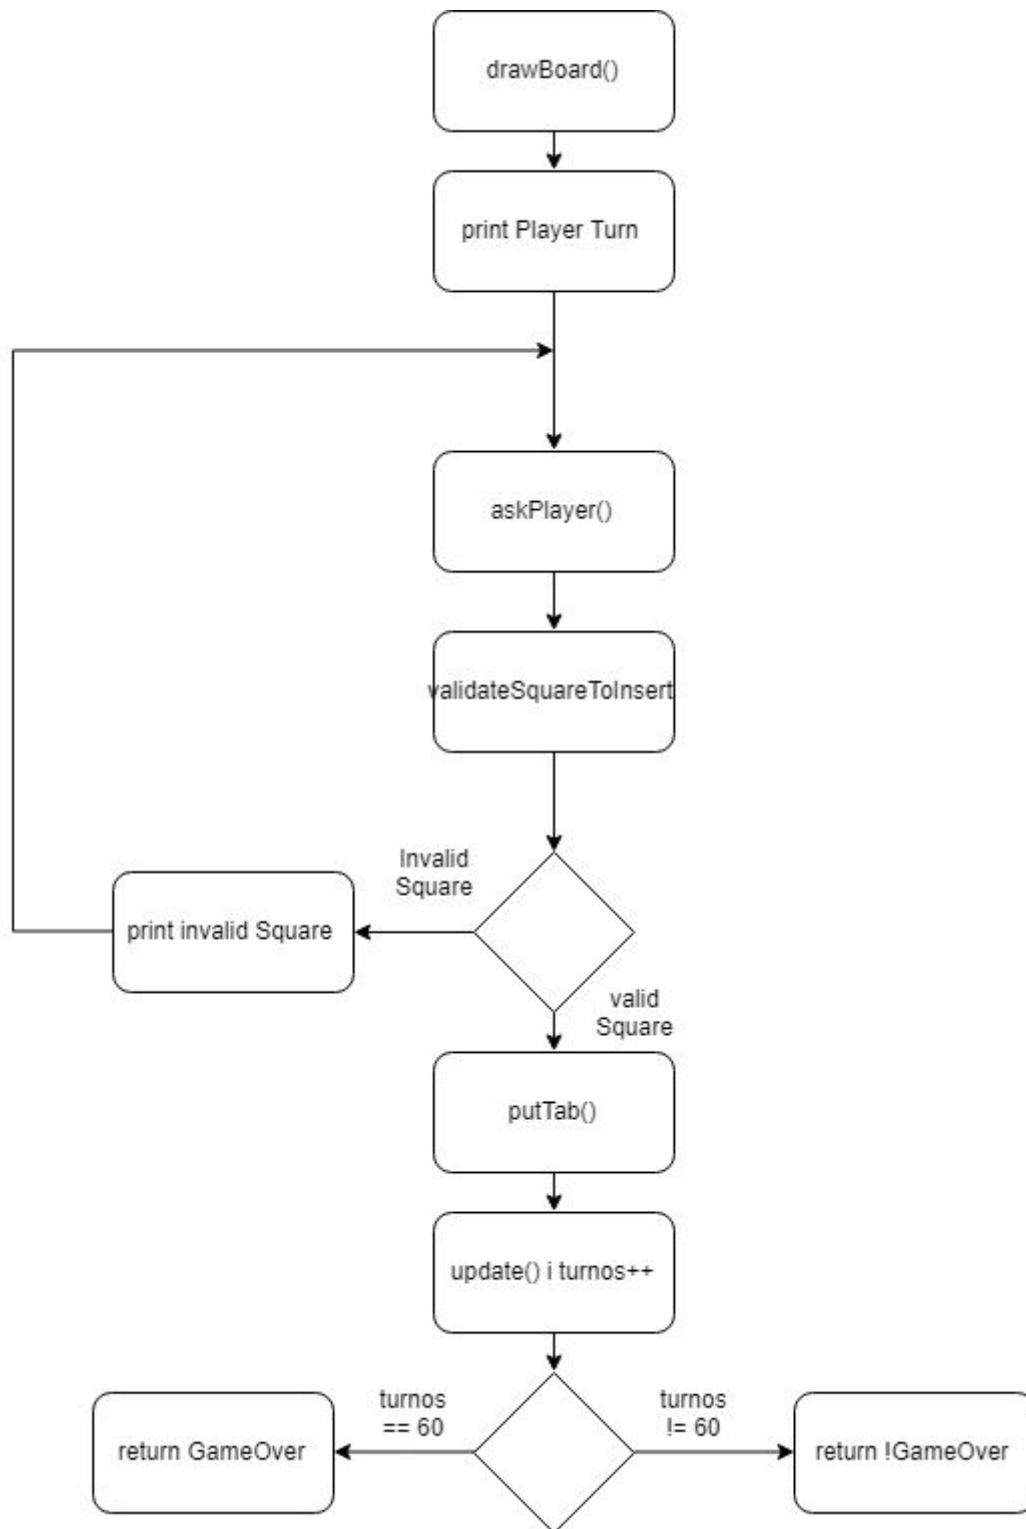 drawBoard()
print Player Turn
askPlayer()
validateSquareToInsert
Invalid
Square
print invalid Square
valid
Square
putTab()
update() i turnos++
turnos
== 60
turnos
!= 60
return GameOver
return !GameOver